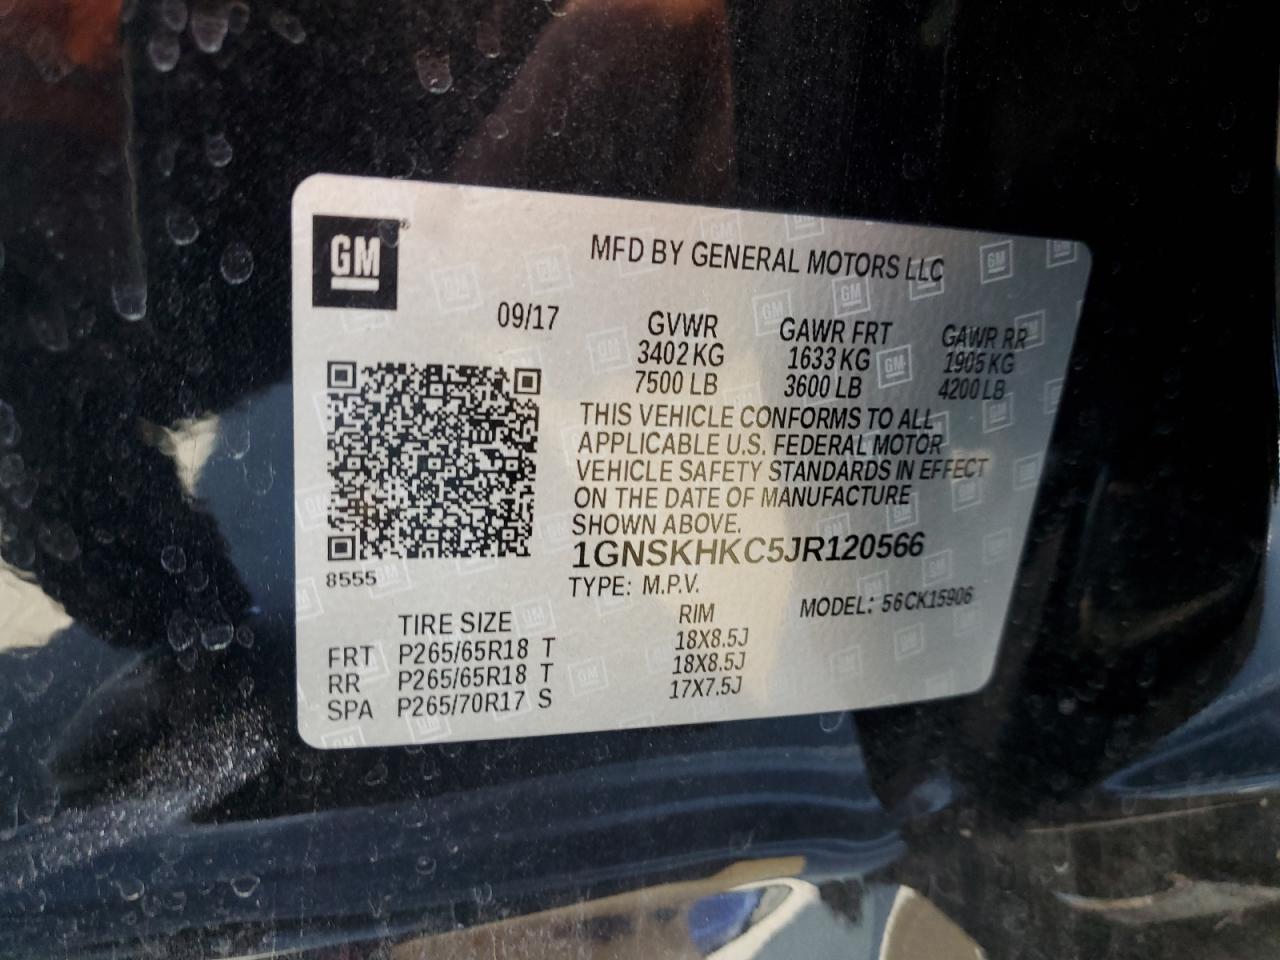 GM
MFD BY GENERAL MOTORS LLC
09/17
GVWR GAWR FRT GAWR RR
3402 KG 1633 KG 1905 KG
7500 LB 3600 LB 4200 LB
THIS VEHICLE CONFORMS TO ALL
APPLICABLE U.S. FEDERAL MOTOR
VEHICLE SAFETY STANDARDS IN EFFECT
ON THE DATE OF MANUFACTURE
SHOWN ABOVE.
1GNSKHKC5JR120566
8555
TYPE: M.P.V. MODEL: 56CK15906
TIRE SIZE RIM
FRT P265/65R18 T 18X8.5J
RR P265/65R18 T 18X8.5J
SPA P265/70R17 S 17X7.5J